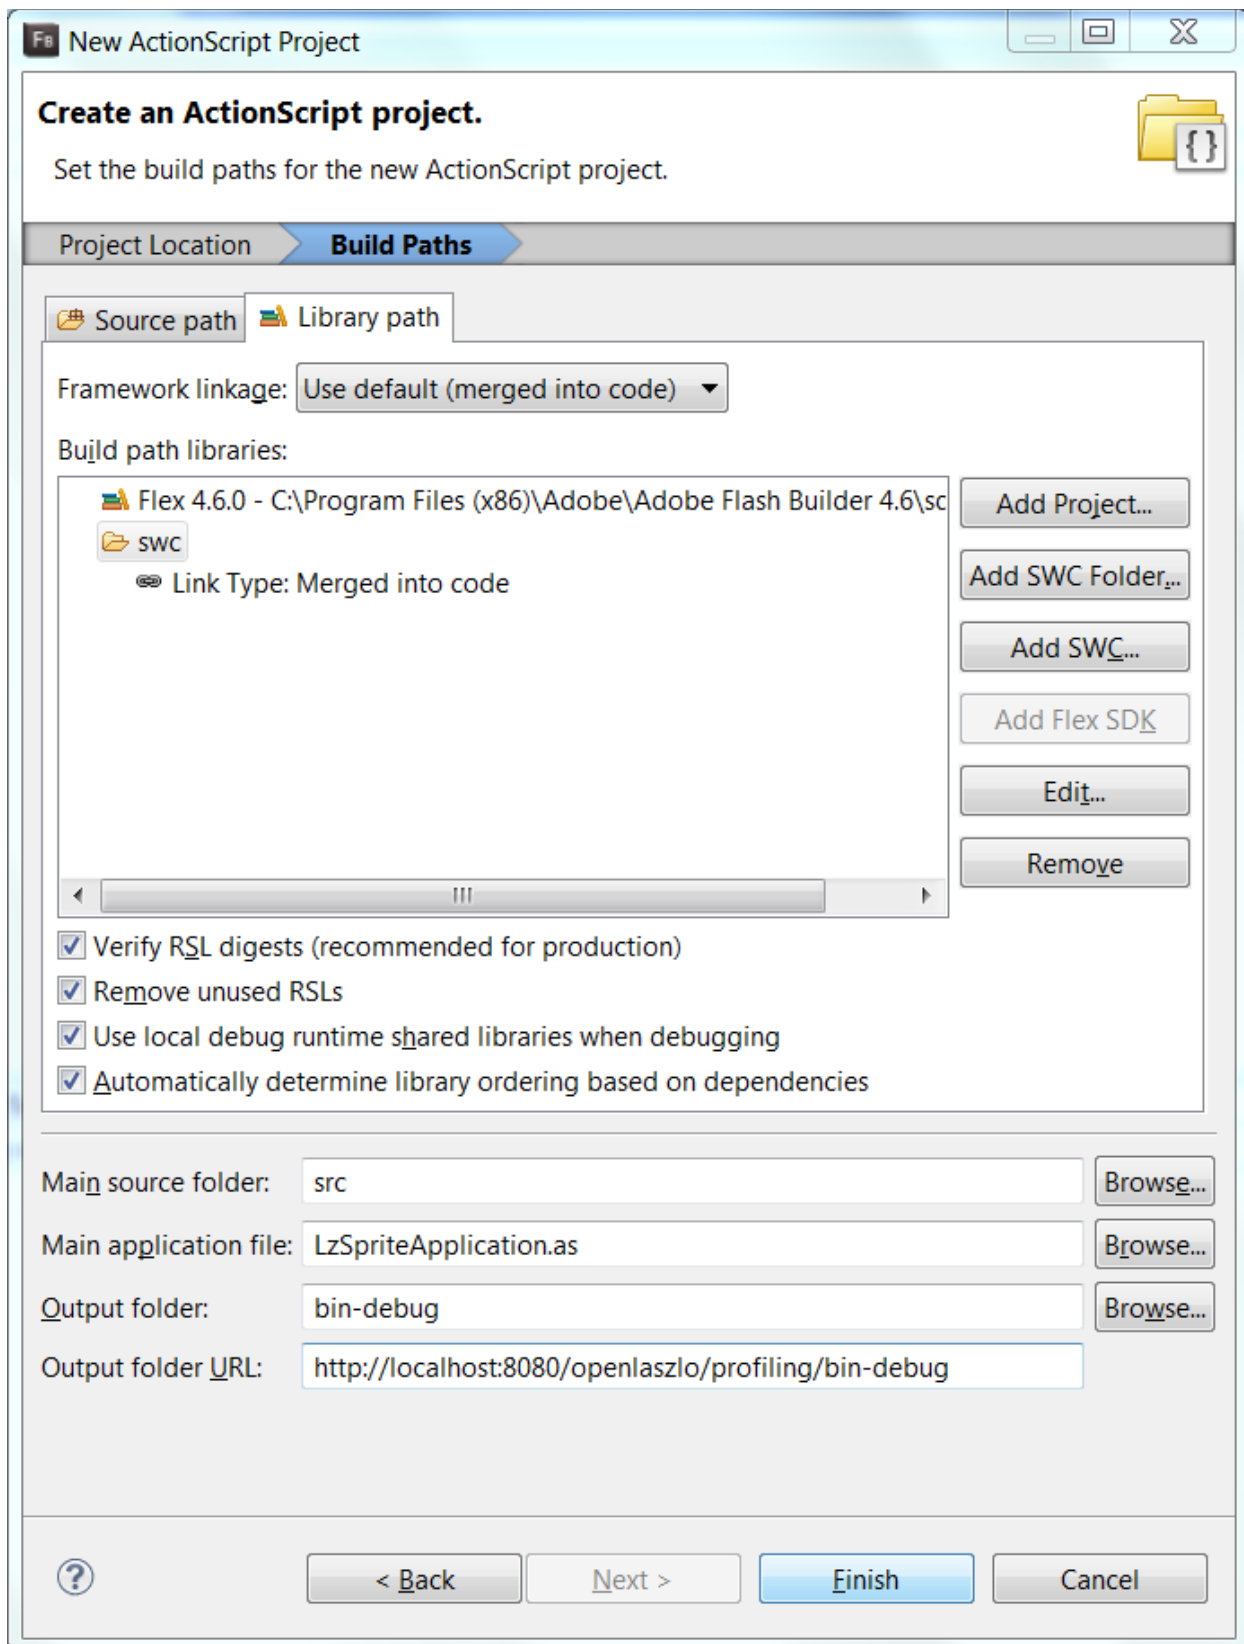 FB New ActionScript Project
Create an ActionScript project.
Set the build paths for the new ActionScript project.
Project Location
Build Paths
Source path
Library path
Framework linkage: Use default (merged into code)
Build path libraries:
Flex 4.6.0 - C:\Program Files (x86)\Adobe\Adobe Flash Builder 4.6\sc
swc
Link Type: Merged into code
Add Project...
Add SWC Folder...
Add SWC...
Add Flex SDK
Edit...
Remove
Verify RSL digests (recommended for production)
Remove unused RSLs
Use local debug runtime shared libraries when debugging
Automatically determine library ordering based on dependencies
Main source folder: src Browse...
Main application file: LzSpriteApplication.as Browse...
Output folder: bin-debug Browse...
Output folder URL: http://localhost:8080/openlaszlo/profiling/bin-debug
? < Back Next > Finish Cancel